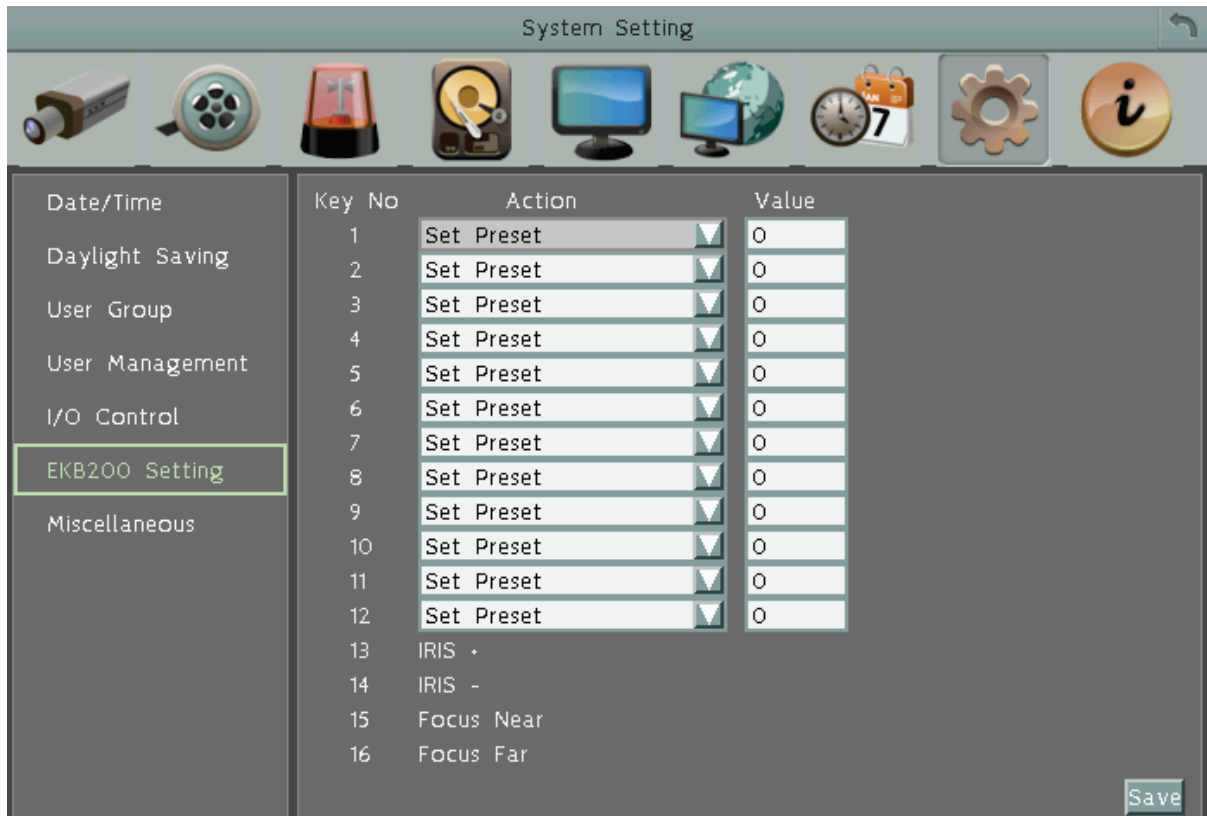 System Setting
JAN
7
Date/Time
Daylight Saving
User Group
User Management
I/O Control
EKB200 Setting
Miscellaneous
Key No Action Value
1 Set Preset 0
2 Set Preset 0
3 Set Preset 0
4 Set Preset 0
5 Set Preset 0
6 Set Preset 0
7 Set Preset 0
8 Set Preset 0
9 Set Preset 0
10 Set Preset 0
11 Set Preset 0
12 Set Preset 0
13 IRIS +
14 IRIS -
15 Focus Near
16 Focus Far
Save